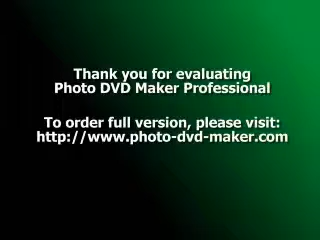 Thank you for evaluating
Photo DVD Maker Professional
To order full version, please visit:
http://www.photo-dvd-maker.com